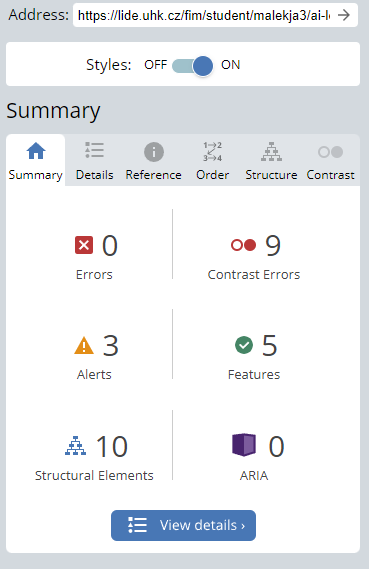 Address: https://lide.uhk.cz/fim/student/malekja3/ai-l
Styles: OFF ON
Summary
Summary Details Reference Order Structure Contrast
0 9
Errors Contrast Errors
3 5
Alerts Features
10 0
Structural Elements ARIA
View details ›